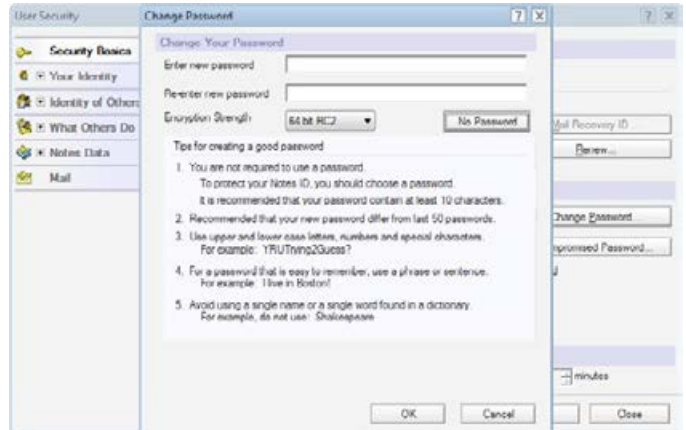 User Security
Security Basics
Your Identity
Identity of Others
What Others Do
Notes Data
Mail
Change Password
Change Your Password
Enter new password
Re-enter new password
Encryption Strength
64 bit RC2
No Password
Tips for creating a good password
1. You are not required to use a password.
To protect your Notes ID, you should choose a password.
It is recommended that your password contain at least 10 characters.
2. Recommended that your new password differ from last 50 passwords.
3. Use upper and lower case letters, numbers and special characters.
For example: YRUTrying2Guess?
4. For a password that is easy to remember, use a phrase or sentence.
For example: I live in Boston!
5. Avoid using a single name or a single word found in a dictionary.
For example, do not use: Shakespeare
OK
Cancel
Mail Recovery ID...
Renew...
Change Password...
mpromised Password...
minutes
Close